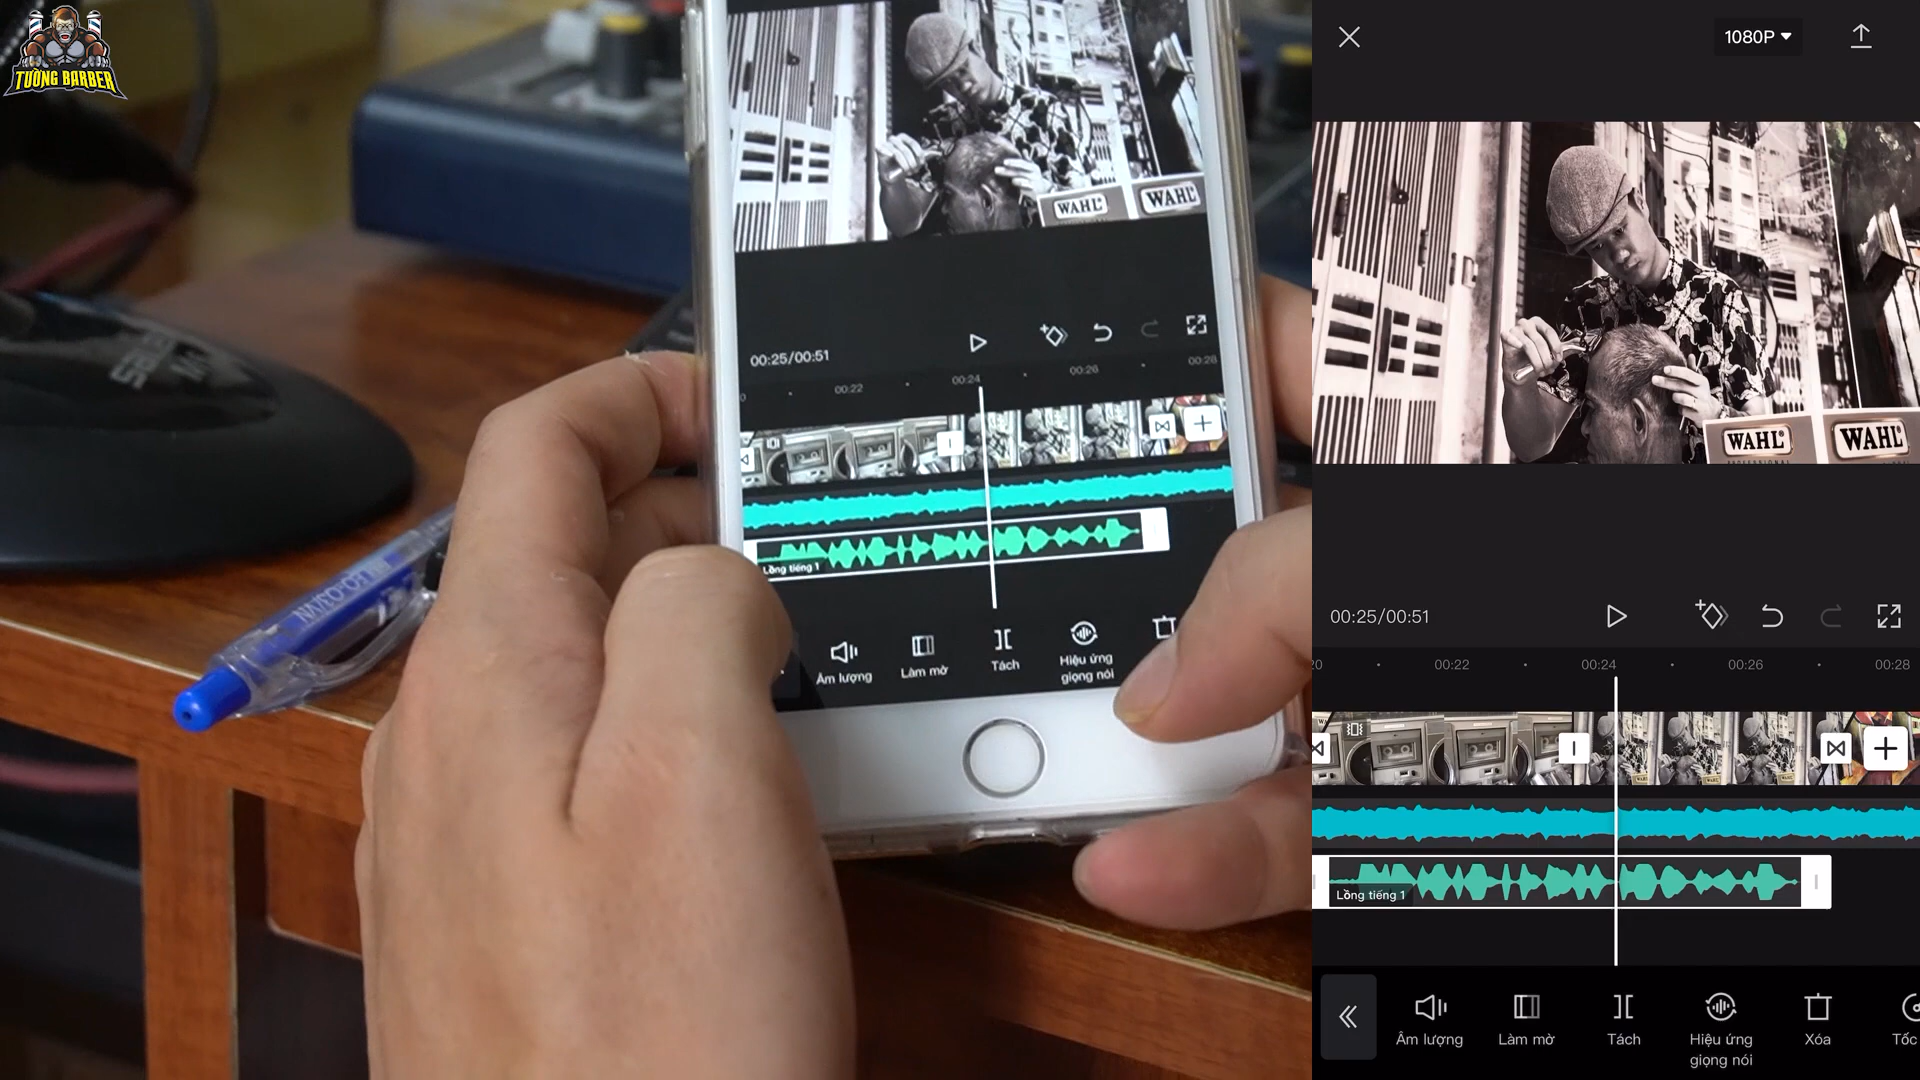 TƯỜNG BARBER
WAHL
WAHL
00:25/00:51
00:22
00:24
00:26
00:28
Lồng tiếng 1
Âm lượng
Làm mờ
Tách
Hiệu ứng
giọng nói
1080P
WAHL
WAHL
00:25/00:51
20
00:22
00:24
00:26
00:28
Lồng tiếng 1
Âm lượng
Làm mờ
Tách
Hiệu ứng
giọng nói
Xóa
Tốc